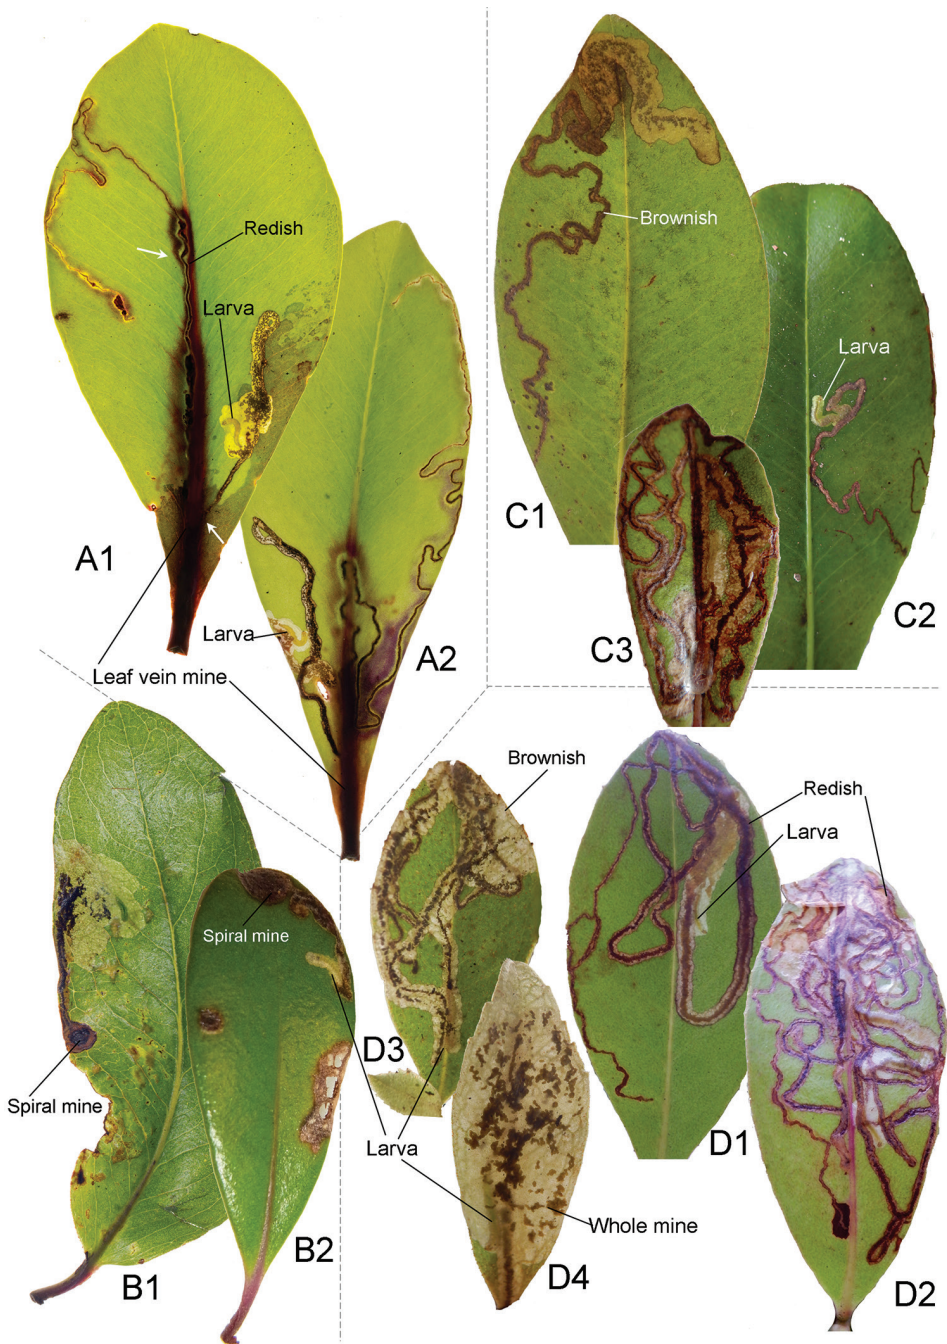 Redish
Larva
A1
Larva
A2
Leaf vein mine
Brownish
Larva
C1
C2
C3
Spiral mine
Spiral mine
B1
B2
Brownish
Redish
Larva
D3
Larva
D1
Whole mine
D4
D2